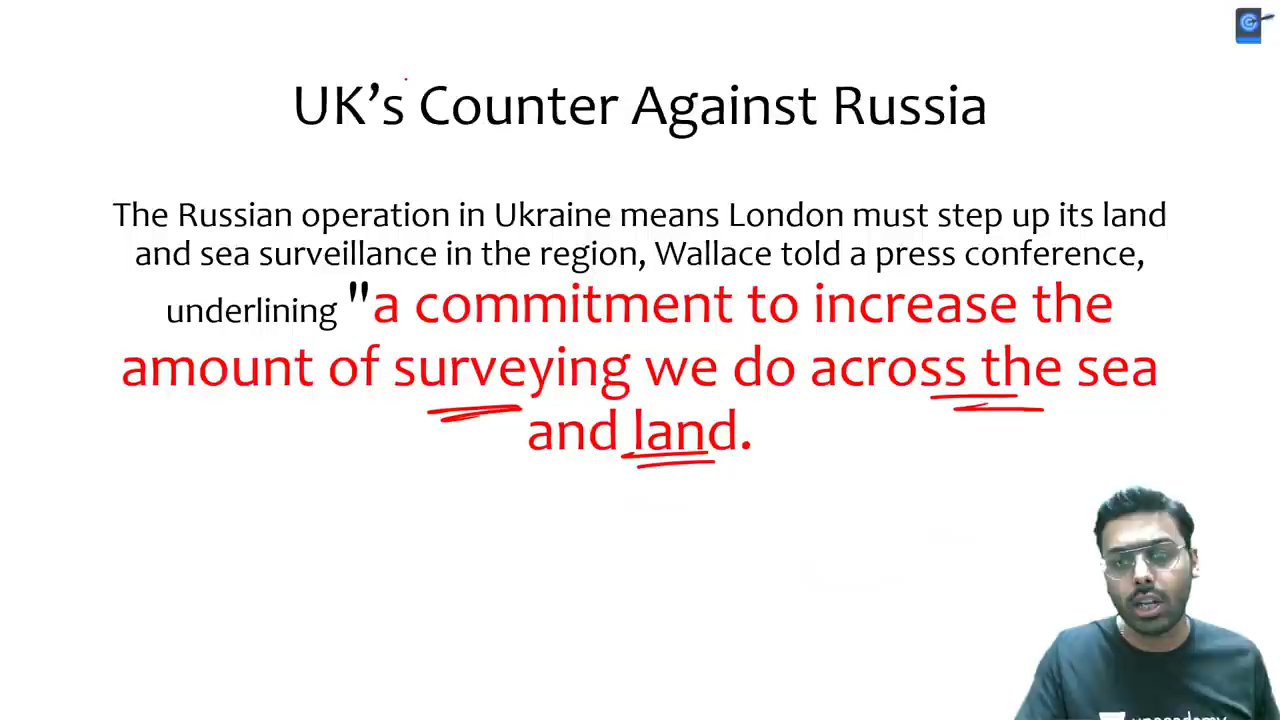 UK’s Counter Against Russia
The Russian operation in Ukraine means London must step up its land
and sea surveillance in the region, Wallace told a press conference,
underlining "a commitment to increase the
amount of surveying we do across the sea
and land.